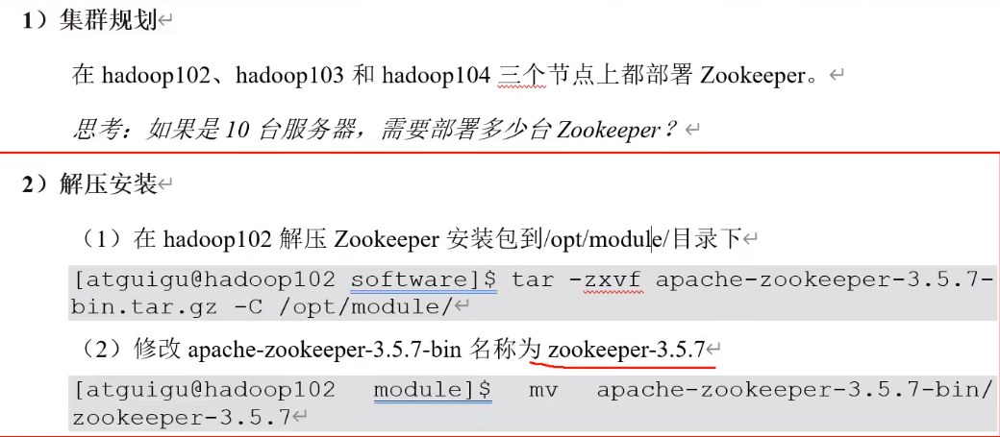 1）集群规划↵
在 hadoop102、hadoop103 和 hadoop104 三个节点上都部署 Zookeeper。↵
思考：如果是 10 台服务器，需要部署多少台 Zookeeper？↵
2）解压安装↵
（1）在 hadoop102 解压 Zookeeper 安装包到/opt/module/目录下↵
[atguigu@hadoop102 software]$ tar -zxvf apache-zookeeper-3.5.7-
bin.tar.gz -C /opt/module/↵
（2）修改 apache-zookeeper-3.5.7-bin 名称为 zookeeper-3.5.7↵
[atguigu@hadoop102 module]$ mv apache-zookeeper-3.5.7-bin/
zookeeper-3.5.7↵